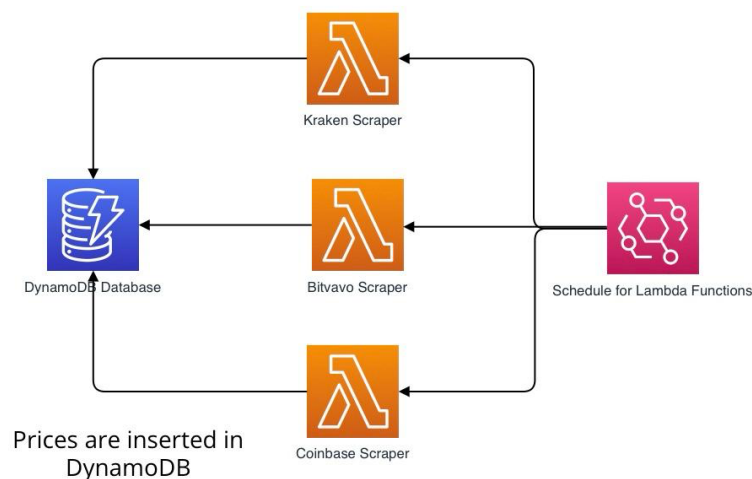 Kraken Scraper
DynamoDB Database
Bitvavo Scraper
Schedule for Lambda Functions
Coinbase Scraper
Prices are inserted in
DynamoDB